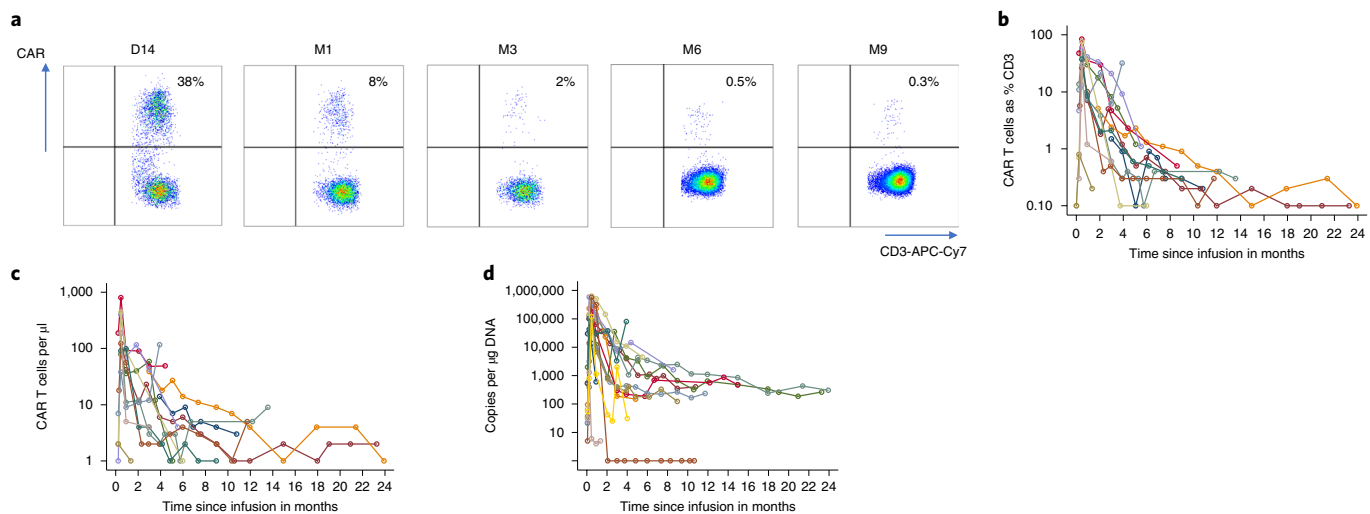 a
CAR
D14
M1
M3
M6
M9
38%
8%
2%
0.5%
0.3%
CD3-APC-Cy7
b
CAR T cells as % CD3
100
10
1
0.10
0 2 4 6 8 10 12 14 16 18 20 22 24
Time since infusion in months
c
CAR T cells per µl
1,000
100
10
1
0 2 4 6 8 10 12 14 16 18 20 22 24
Time since infusion in months
d
Copies per µg DNA
1,000,000
100,000
10,000
1,000
100
10
0 2 4 6 8 10 12 14 16 18 20 22 24
Time since infusion in months